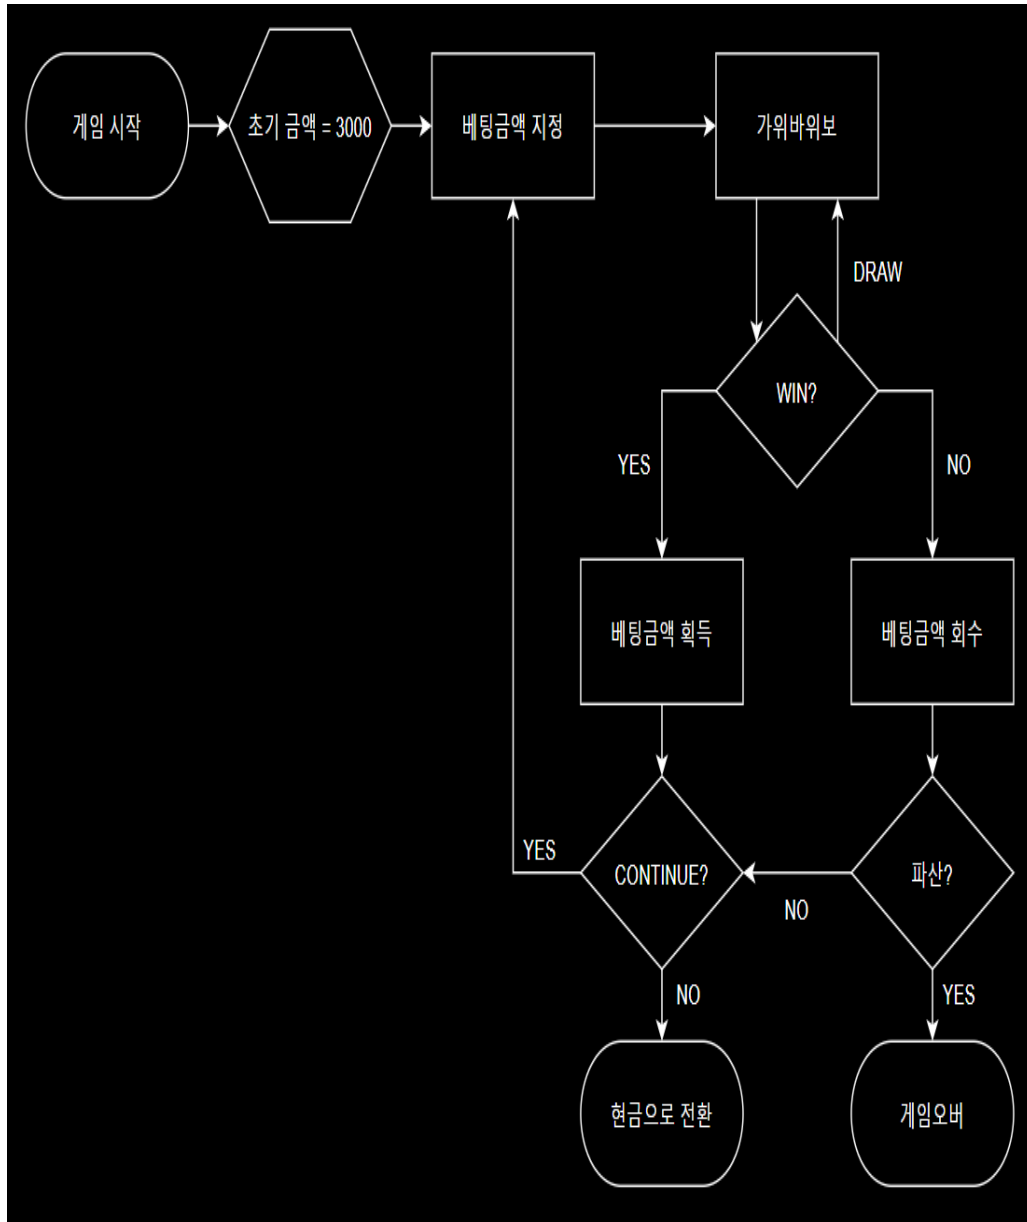 게임 시작
초기 금액 = 3000
베팅금액 지정
가위바위보
DRAW
WIN?
YES
NO
베팅금액 획득
베팅금액 회수
YES
CONTINUE?
NO
파산?
NO
YES
현금으로 전환
게임오버